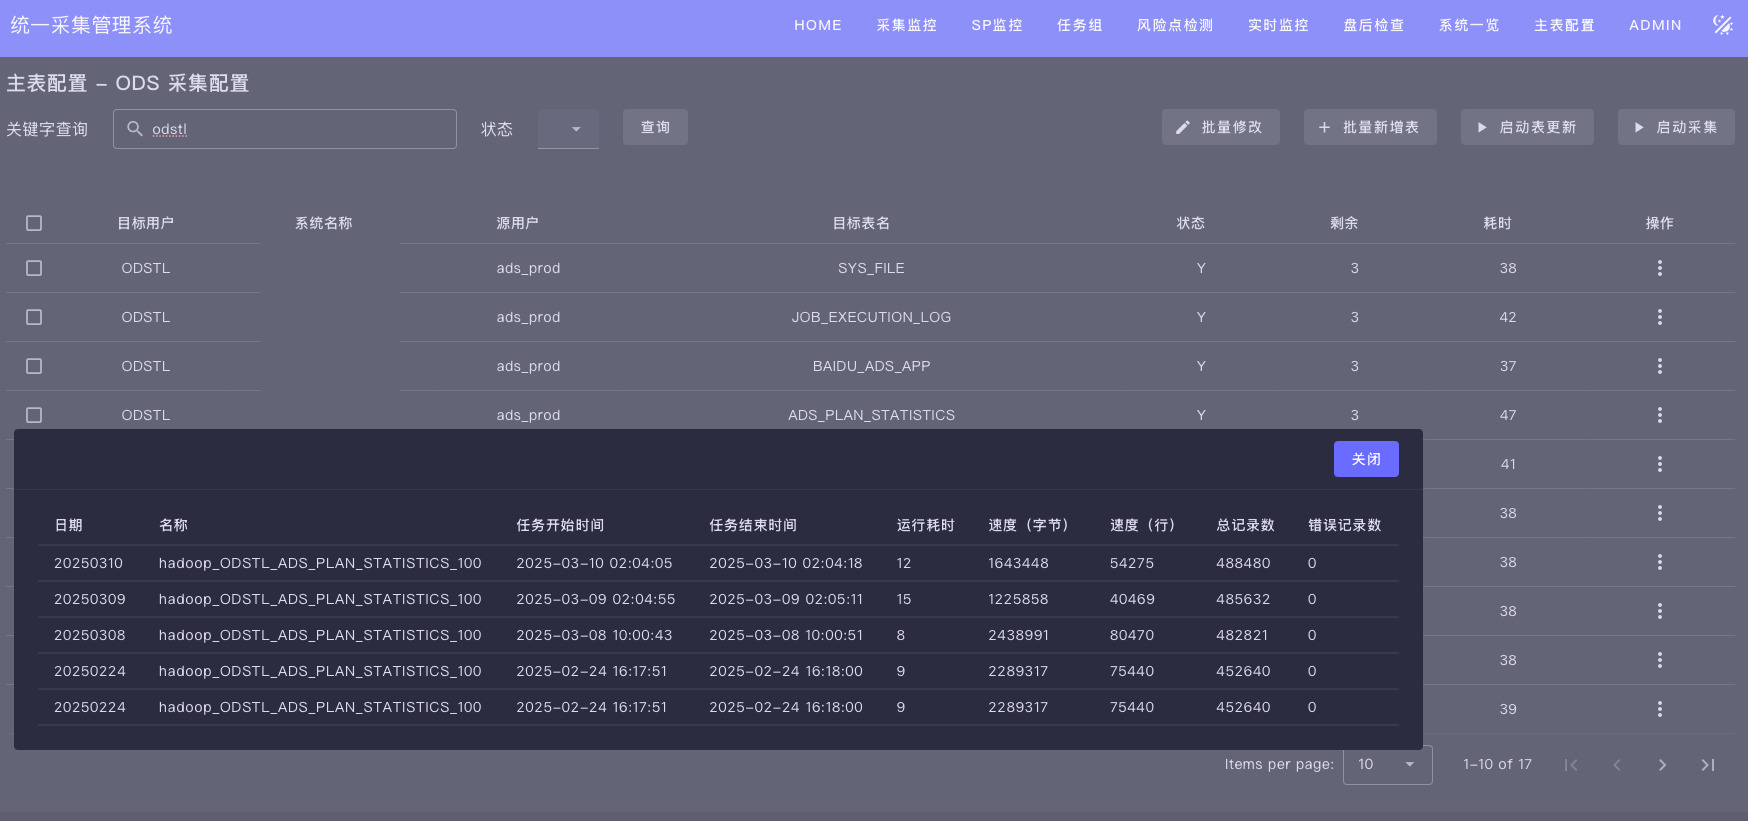 统一采集管理系统 HOME 采集监控 SP监控 任务组 风险点检测 实时监控 盘后检查 系统一览 主表配置 ADMIN
主表配置 - ODS 采集配置
关键字查询 odstl 状态 查询 批量修改 批量新增表 启动表更新 启动采集
目标用户 系统名称 源用户 目标表名 状态 剩余 耗时 操作
ODSTL ads_prod SYS_FILE Y 3 38
ODSTL ads_prod JOB_EXECUTION_LOG Y 3 42
ODSTL ads_prod BAIDU_ADS_APP Y 3 37
ODSTL ads_prod ADS_PLAN_STATISTICS Y 3 47
关闭
41
38
38
38
38
39
日期 名称 任务开始时间 任务结束时间 运行耗时 速度（字节） 速度（行） 总记录数 错误记录数
20250310 hadoop_ODSTL_ADS_PLAN_STATISTICS_100 2025-03-10 02:04:05 2025-03-10 02:04:18 12 1643448 54275 488480 0
20250309 hadoop_ODSTL_ADS_PLAN_STATISTICS_100 2025-03-09 02:04:55 2025-03-09 02:05:11 15 1225858 40469 485632 0
20250308 hadoop_ODSTL_ADS_PLAN_STATISTICS_100 2025-03-08 10:00:43 2025-03-08 10:00:51 8 2438991 80470 482821 0
20250224 hadoop_ODSTL_ADS_PLAN_STATISTICS_100 2025-02-24 16:17:51 2025-02-24 16:18:00 9 2289317 75440 452640 0
20250224 hadoop_ODSTL_ADS_PLAN_STATISTICS_100 2025-02-24 16:17:51 2025-02-24 16:18:00 9 2289317 75440 452640 0
Items per page: 10 1-10 of 17